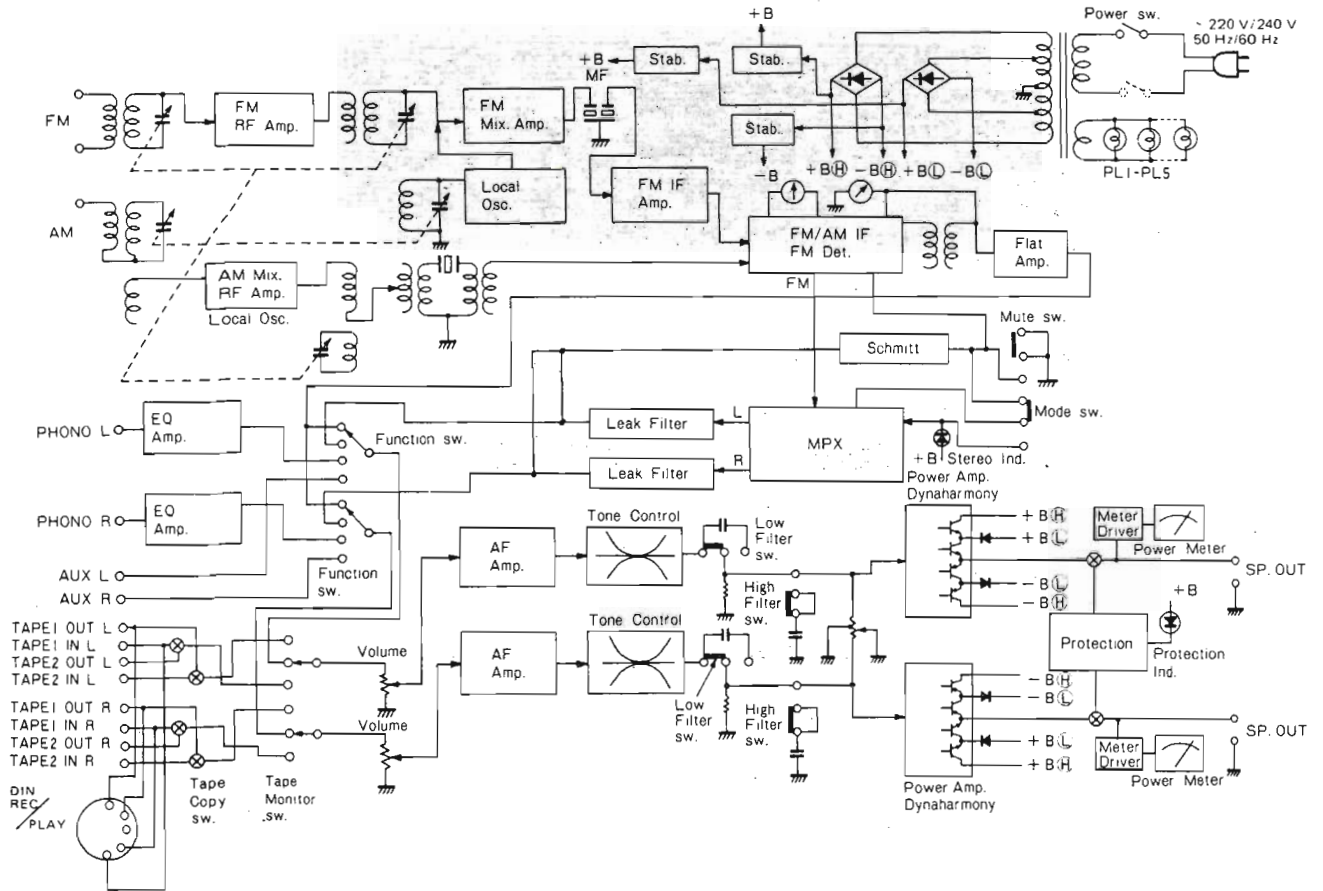 Power sw.
~ 220 V/240 V
50 Hz/60 Hz
+B
Stab.
Stab.
+B
MF
Stab.
-B
+BⒽ -BⒽ +BⓁ -BⓁ
PL1-PL5
FM
FM
RF Amp.
FM
Mix. Amp.
Local
Osc.
FM IF
Amp.
FM/AM IF
FM Det.
FM
Flat
Amp.
AM
AM Mix.
RF Amp.
Local Osc.
Mute sw.
Schmitt
Mode sw.
PHONO L
EQ
Amp.
Function sw.
Leak Filter
L
MPX
R
Leak Filter
+B Stereo Ind.
Power Amp.
Dynaharmony
PHONO R
EQ
Amp.
Function
sw.
AUX L
AUX R
AF
Amp.
Tone Control
Low
Filter
sw.
High
Filter
sw.
+BⒽ
+BⓁ
-BⓁ
-BⒽ
Meter
Driver
Power Meter
SP. OUT
+B
Protection
Protection
Ind.
TAPE1 OUT L
TAPE1 IN L
TAPE2 OUT L
TAPE2 IN L
TAPE1 OUT R
TAPE1 IN R
TAPE2 OUT R
TAPE2 IN R
Volume
Volume
AF
Amp.
Tone Control
Low
Filter
sw.
High
Filter
sw.
-BⒽ
-BⓁ
+BⓁ
+BⒽ
SP. OUT
Meter
Driver
Power Meter
Power Amp.
Dynaharmony
DIN
REC/
PLAY
Tape
Copy
sw.
Tape
Monitor
sw.